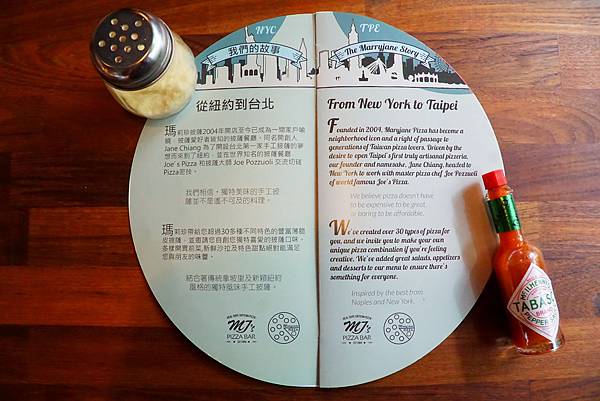 NYC
我們的故事
從紐約到台北
瑪莉珍披薩2004年開店至今已成為一間家戶喻
曉、披薩愛好者皆知的披薩餐廳。同名開創人
Jane Chiang 為了開設台北第一家手工披薩的夢
想而來到了紐約，並在世界知名的披薩餐廳
Joe's Pizza 和披薩大師 Joe Pozzuoli 交流切磋
Pizza密技。
我們相信，獨特美味的手工披
薩並不是遙不可及的料理。
瑪莉珍帶給您超過30多種不同特色的豐富薄脆
皮披薩，並邀請您自創您獨特喜愛的披薩口味。
多樣開胃前菜,新鮮沙拉及特色甜點絕對能滿足
您與朋友的味蕾。
結合著傳統拿坡里及新穎紐約
風格的獨特風味手工披薩。
MJ's
PIZZA BAR
TPE
The Marryjane Story
From New York to Taipei
Founded in 2004, Maryjane Pizza has become a
neighborhood icon and a right of passage to
generations of Taiwan pizza lovers. Driven by the
desire to open Taipei's first truly artisanal pizzeria,
our founder and namesake, Jane Chiang, headed to
New York to work with master pizza chef Joe Pozzuoli
of world famous Joe's Pizza.
We believe pizza doesn't have
to be expensive to be great,
or boring to be affordable.
We've created over 30 types of pizza for
you, and we invite you to make your own
unique pizza combination if you're feeling
creative. We've added great salads, appetizers
and desserts to our menu to ensure there's
something for everyone.
Inspired by the best from
Naples and New York.
MJ's
PIZZA BAR
McILHENNY CO.
TABASCO
BRAND
PEPPER